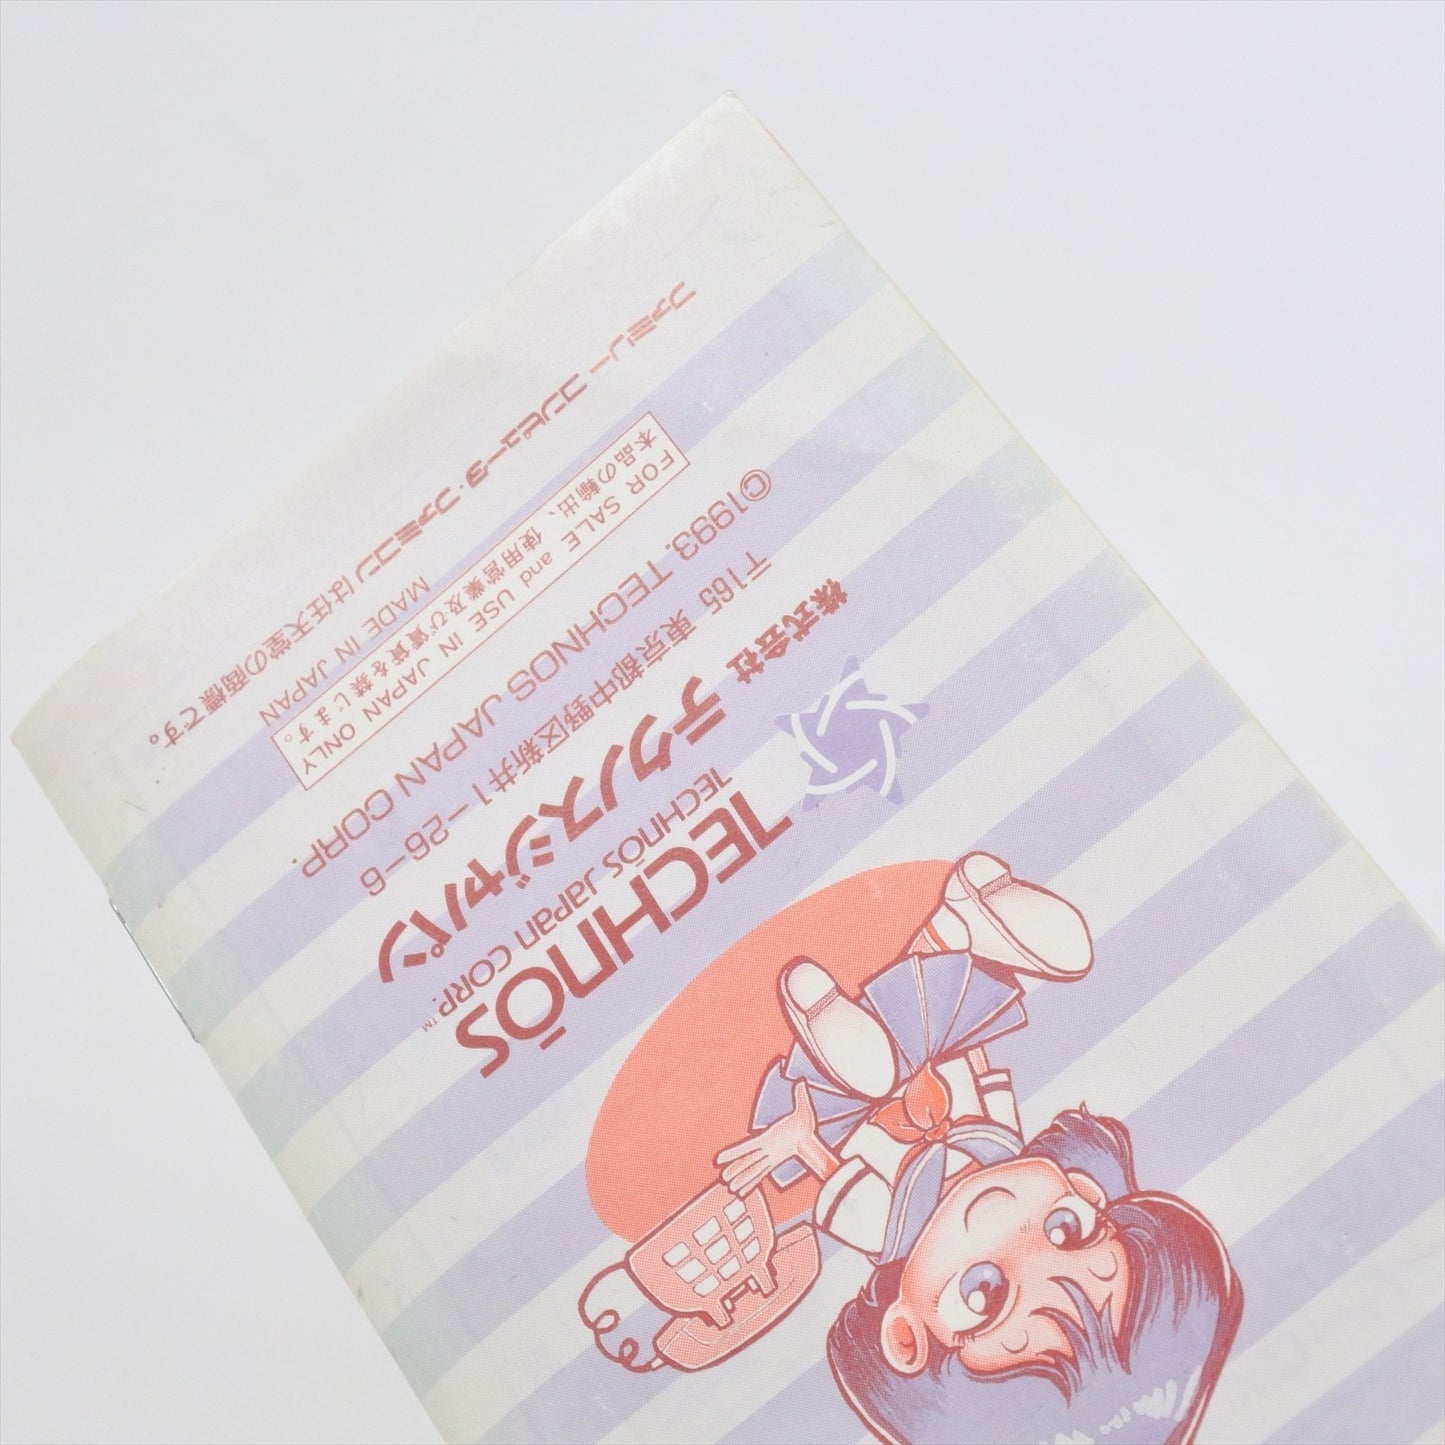 TECHNŌS
TECHNŌS JAPAN CORP.™
株式会社 テクノスジャパン
〒165 東京都中野区新井1-26-6
©1993. TECHNOS JAPAN CORP.
FOR SALE and USE IN JAPAN ONLY
本品の輸出、使用営業及び賃貸を禁じます。
MADE IN JAPAN
ファミリーコンピュータ・ファミコンは任天堂の商標です。